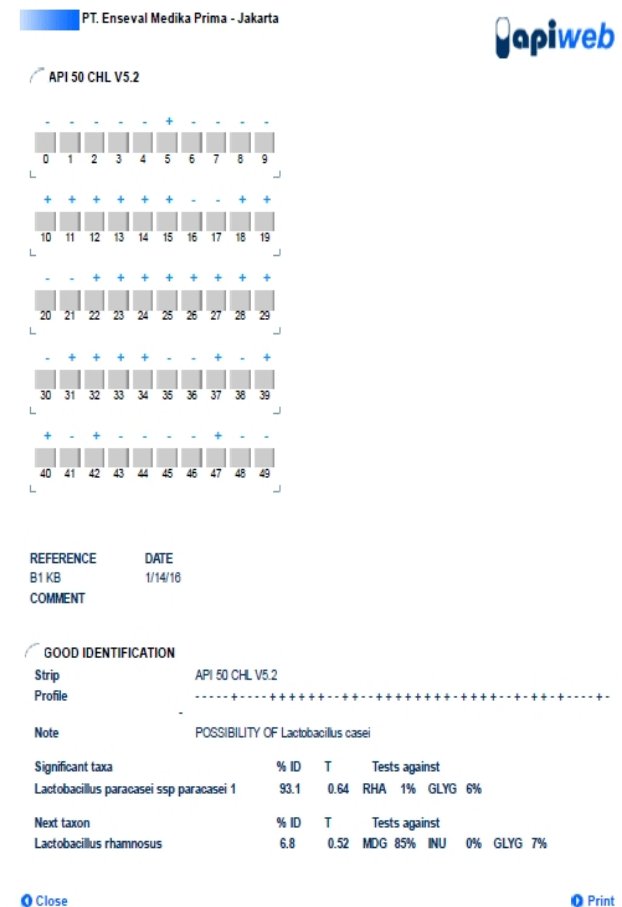 PT. Enseval Medika Prima - Jakarta
apiweb
API 50 CHL V5.2
- - - - - + - - - -
0 1 2 3 4 5 6 7 8 9
+ + + + + + - - + +
10 11 12 13 14 15 16 17 18 19
- - + + + + + + + +
20 21 22 23 24 25 26 27 28 29
- + + + + - - + - +
30 31 32 33 34 35 36 37 38 39
+ - + - - - - + - -
40 41 42 43 44 45 46 47 48 49
REFERENCE DATE
B1 KB 1/14/16
COMMENT
GOOD IDENTIFICATION
Strip API 50 CHL V5.2
Profile - - - - - + - - - - + + + + + + - - + + - - + + + + + + + + - + + + + - - + - + + - + - - - - + -
-
Note POSSIBILITY OF Lactobacillus casei
Significant taxa % ID T Tests against
Lactobacillus paracasei ssp paracasei 1 93.1 0.64 RHA 1% GLYG 6%
Next taxon % ID T Tests against
Lactobacillus rhamnosus 6.8 0.52 MDG 85% INU 0% GLYG 7%
Close Print